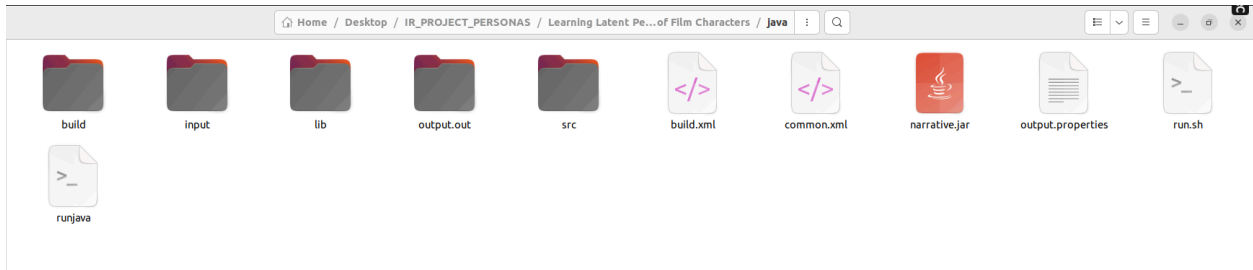 Home / Desktop / IR_PROJECT_PERSONAS / Learning Latent Pe...of Film Characters / java
build input lib output.out src build.xml common.xml narrative.jar output.properties run.sh
runjava